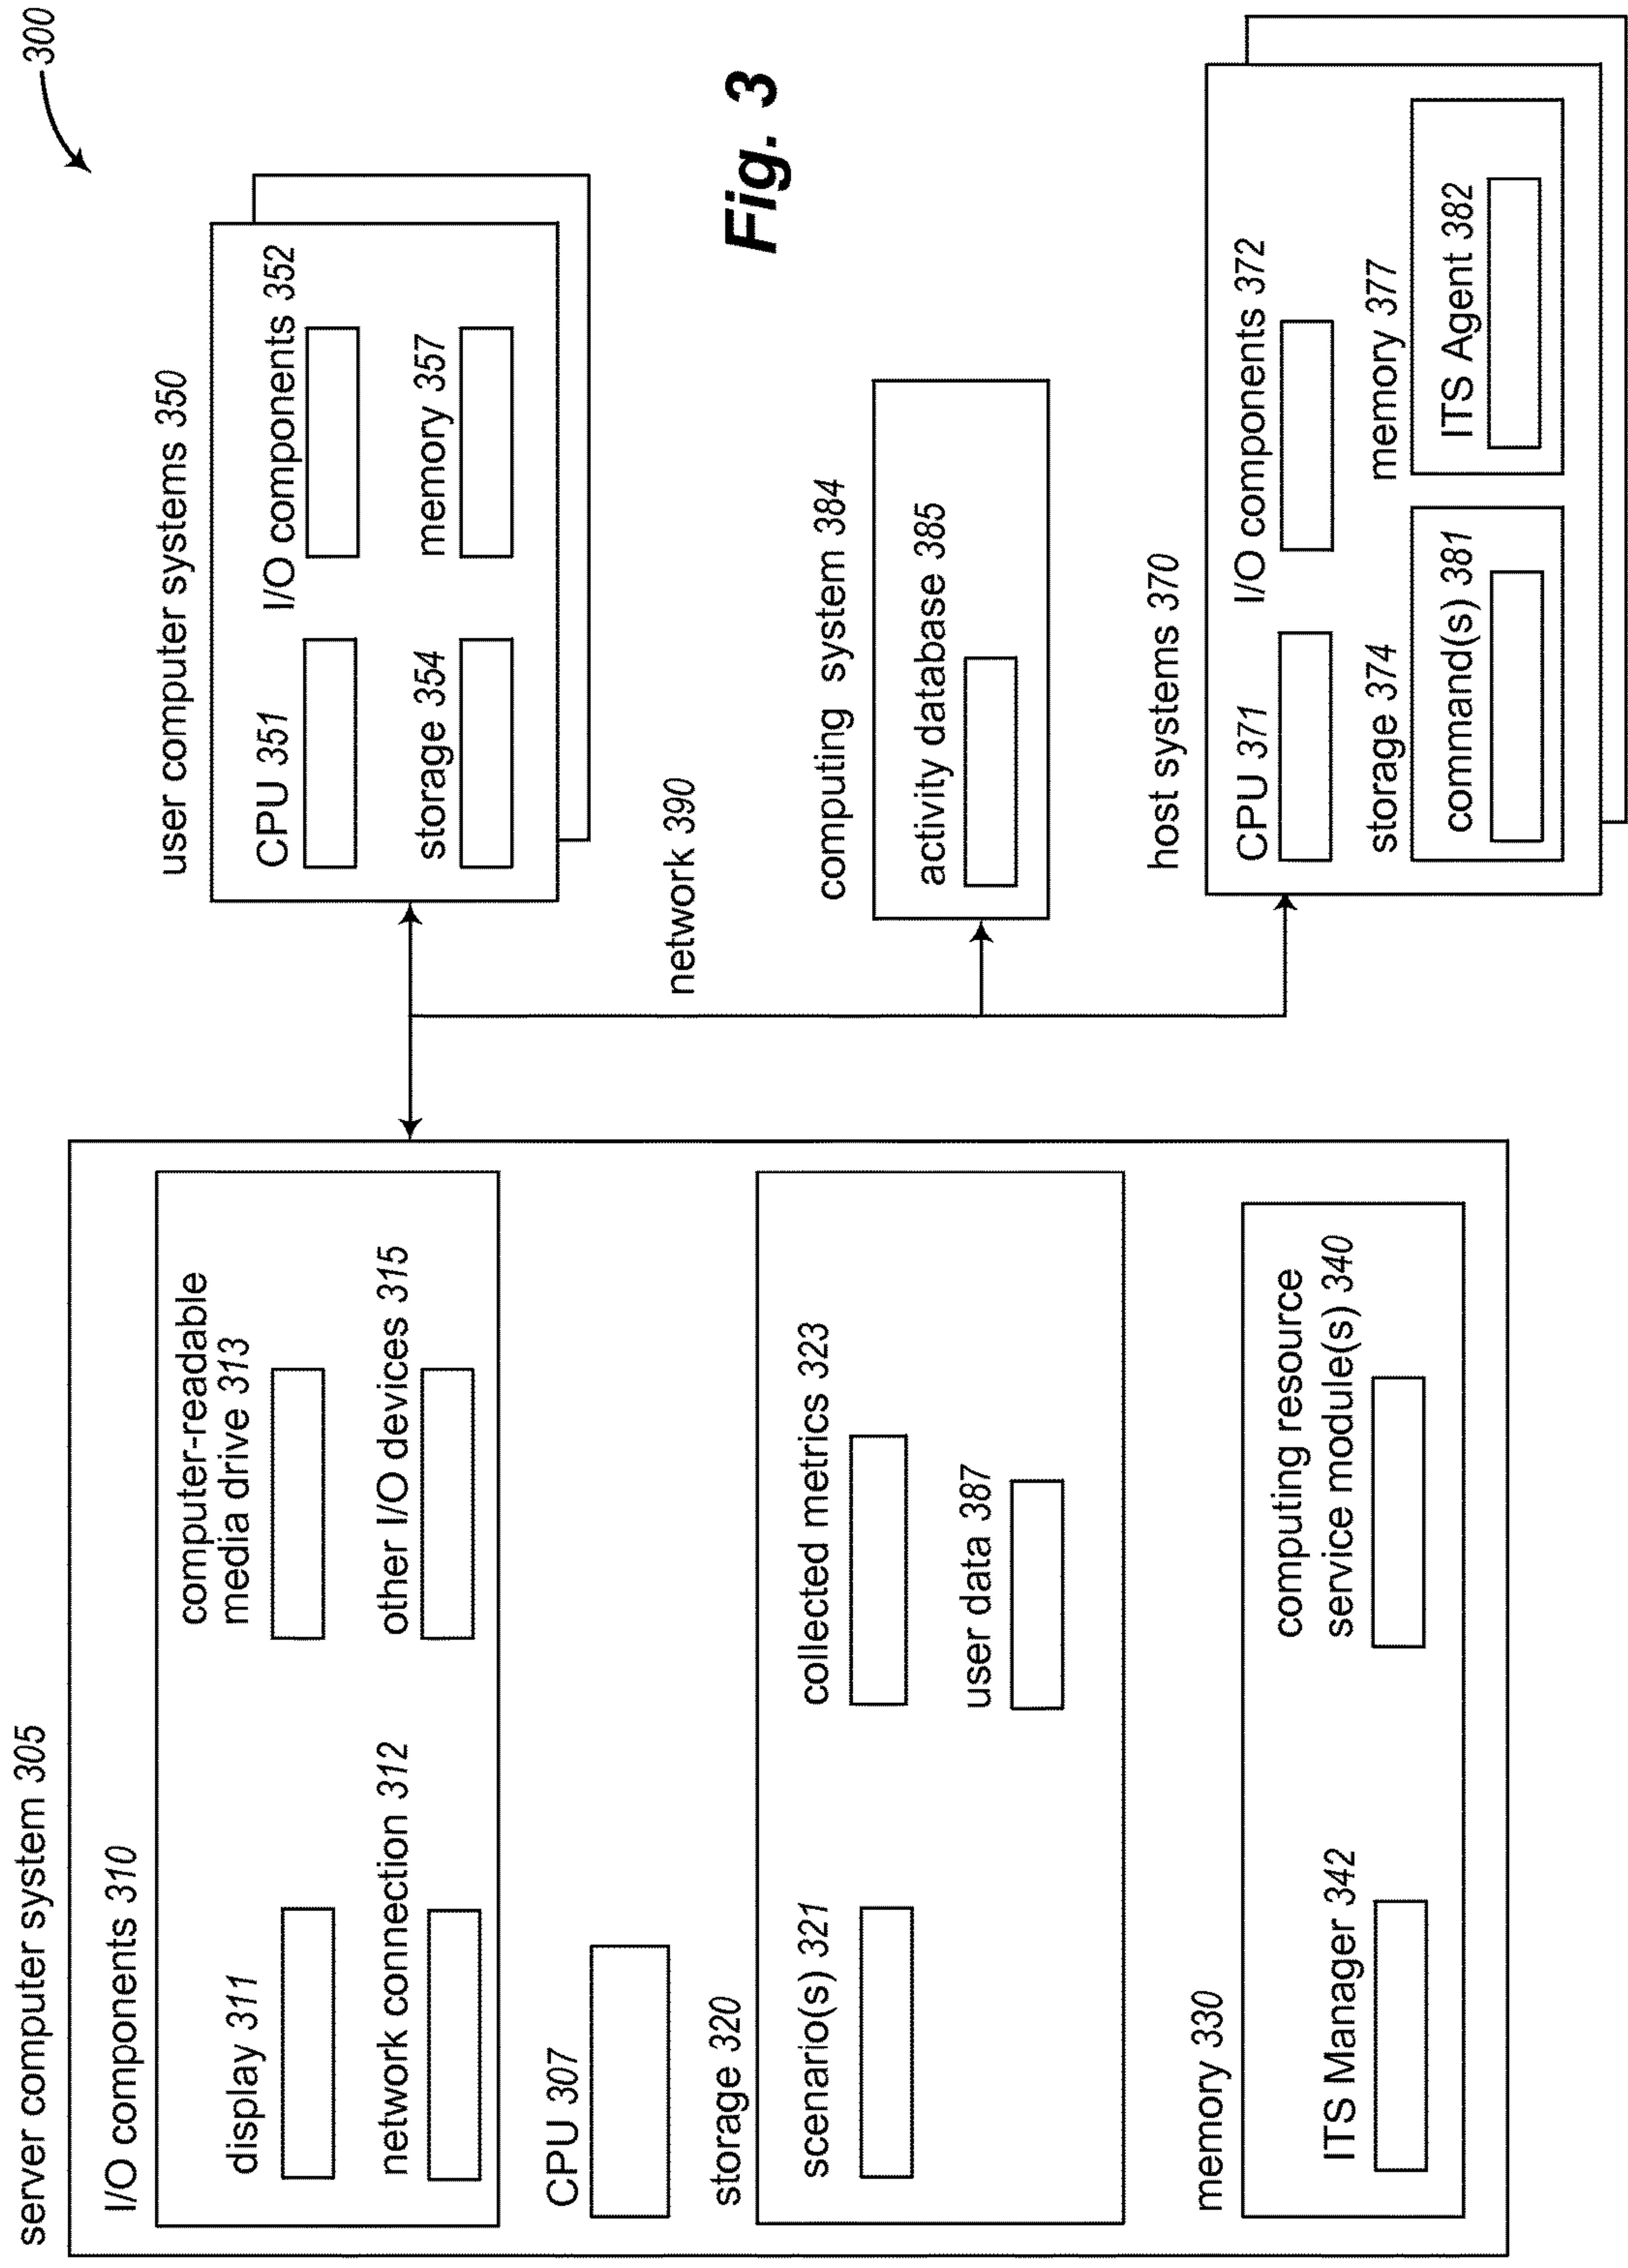 300
server computer system 305
I/O components 310
display 311
computer-readable
media drive 313
network connection 312
other I/O devices 315
CPU 307
storage 320
scenario(s) 321
collected metrics 323
user data 387
memory 330
ITS Manager 342
computing resource
service module(s) 340
user computer systems 350
CPU 351
I/O components 352
storage 354
memory 357
network 390
Fig. 3
computing system 384
activity database 385
host systems 370
CPU 371
I/O components 372
storage 374
memory 377
command(s) 381
ITS Agent 382